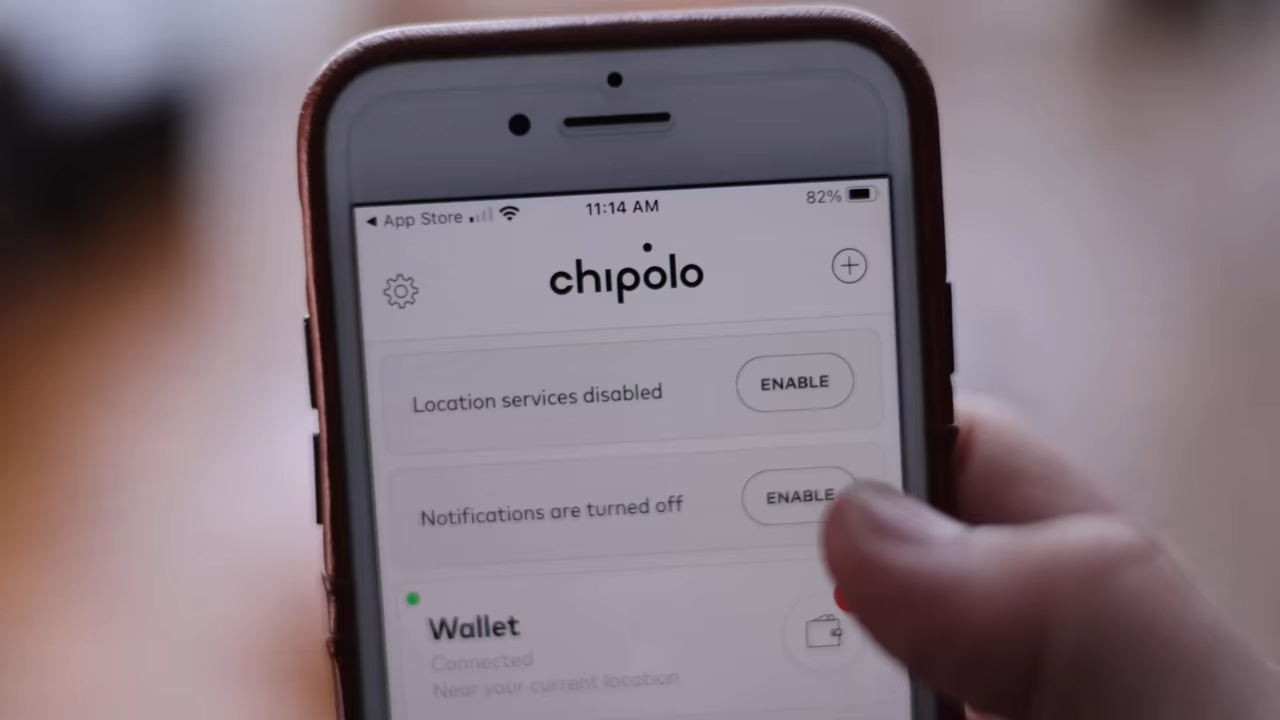 ◀ App Store 11:14 AM 82%
chipolo
Location services disabled ENABLE
Notifications are turned off ENABLE
Wallet
Connected
Near your current location